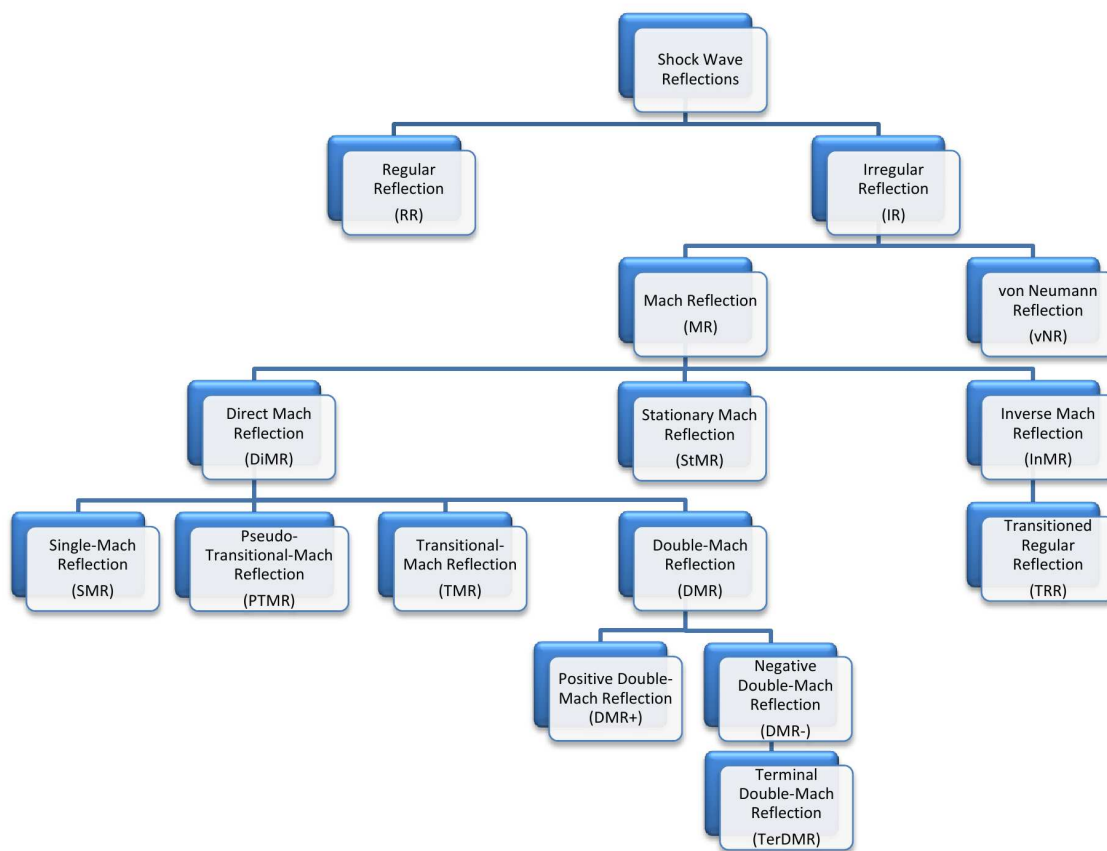 Shock Wave
Reflections
Regular
Reflection
(RR)
Irregular
Reflection
(IR)
Mach Reflection
(MR)
von Neumann
Reflection
(vNR)
Direct Mach
Reflection
(DiMR)
Stationary Mach
Reflection
(StMR)
Inverse Mach
Reflection
(InMR)
Single-Mach
Reflection
(SMR)
Pseudo-
Transitional-Mach
Reflection
(PTMR)
Transitional-
Mach Reflection
(TMR)
Double-Mach
Reflection
(DMR)
Transitioned
Regular
Reflection
(TRR)
Positive Double-
Mach Reflection
(DMR+)
Negative
Double-Mach
Reflection
(DMR-)
Terminal
Double-Mach
Reflection
(TerDMR)